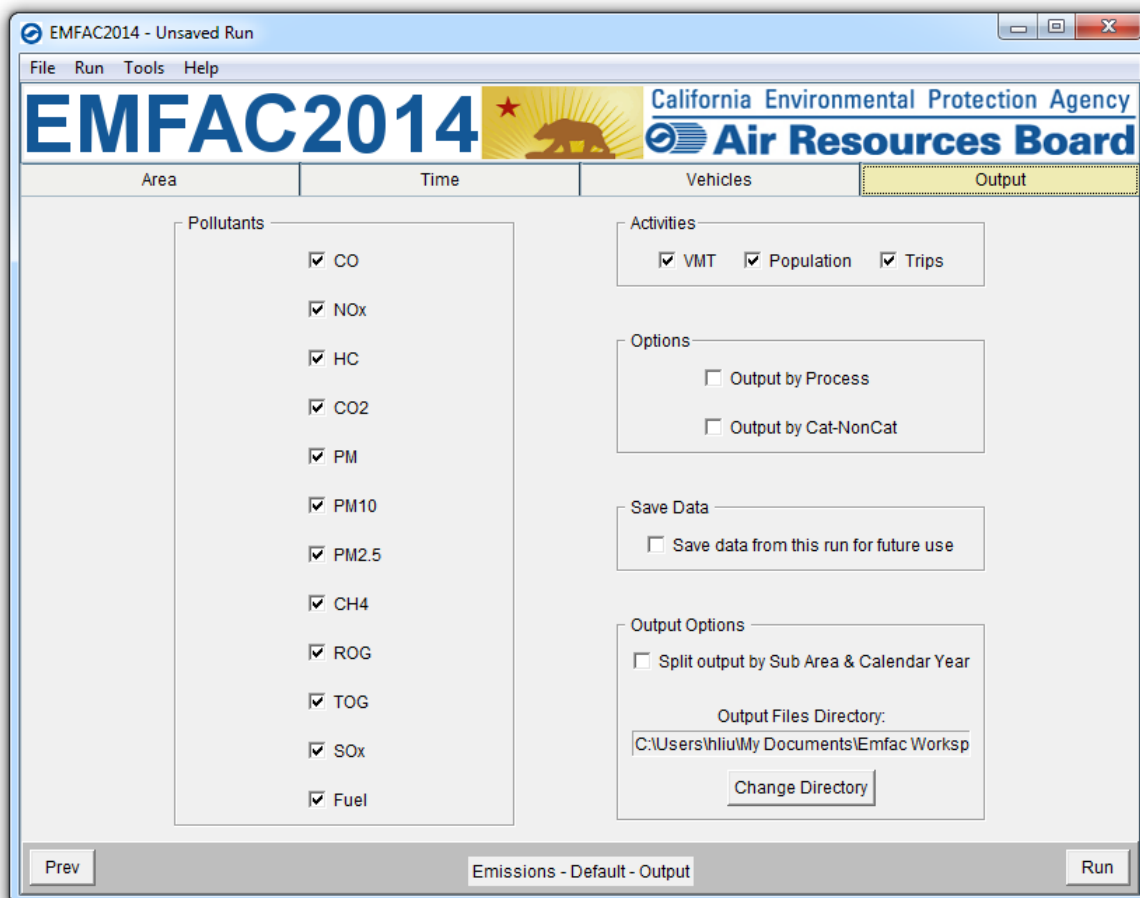 EMFAC2014 - Unsaved Run
File Run Tools Help
EMFAC2014
California Environmental Protection Agency
Air Resources Board
Area Time Vehicles Output
Pollutants
CO
NOx
HC
CO2
PM
PM10
PM2.5
CH4
ROG
TOG
SOx
Fuel
Activities
VMT Population Trips
Options
Output by Process
Output by Cat-NonCat
Save Data
Save data from this run for future use
Output Options
Split output by Sub Area & Calendar Year
Output Files Directory:
C:\Users\hliu\My Documents\Emfac Worksp
Change Directory
Prev
Emissions - Default - Output
Run